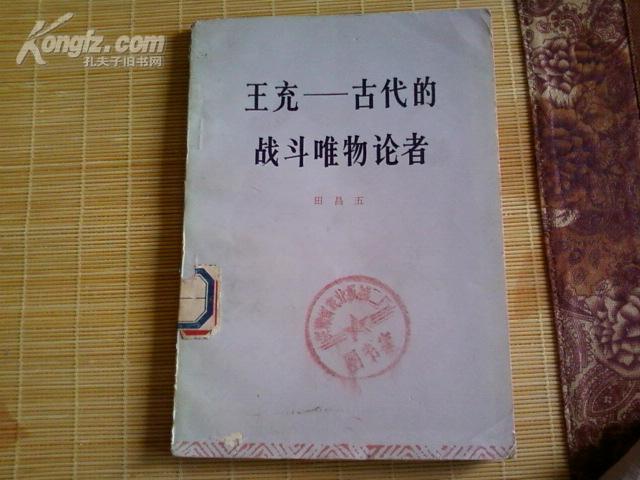 Kongfz.com
孔夫子旧书网
王充——古代的
战斗唯物论者
田昌五
图书室